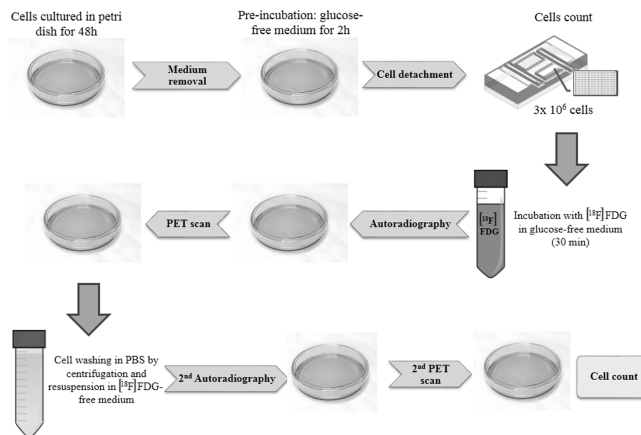 Cells cultured in petri
dish for 48h
Pre-incubation: glucose-
free medium for 2h
Cells count
Medium
removal
Cell detachment
3x 10⁶ cells
PET scan
Autoradiography
[¹⁸F]
FDG
Incubation with [¹⁸F]FDG
in glucose-free medium
(30 min)
Cell washing in PBS by
centrifugation and
resuspension in [¹⁸F]FDG-
free medium
2ⁿᵈ Autoradiography
2ⁿᵈ PET
scan
Cell count